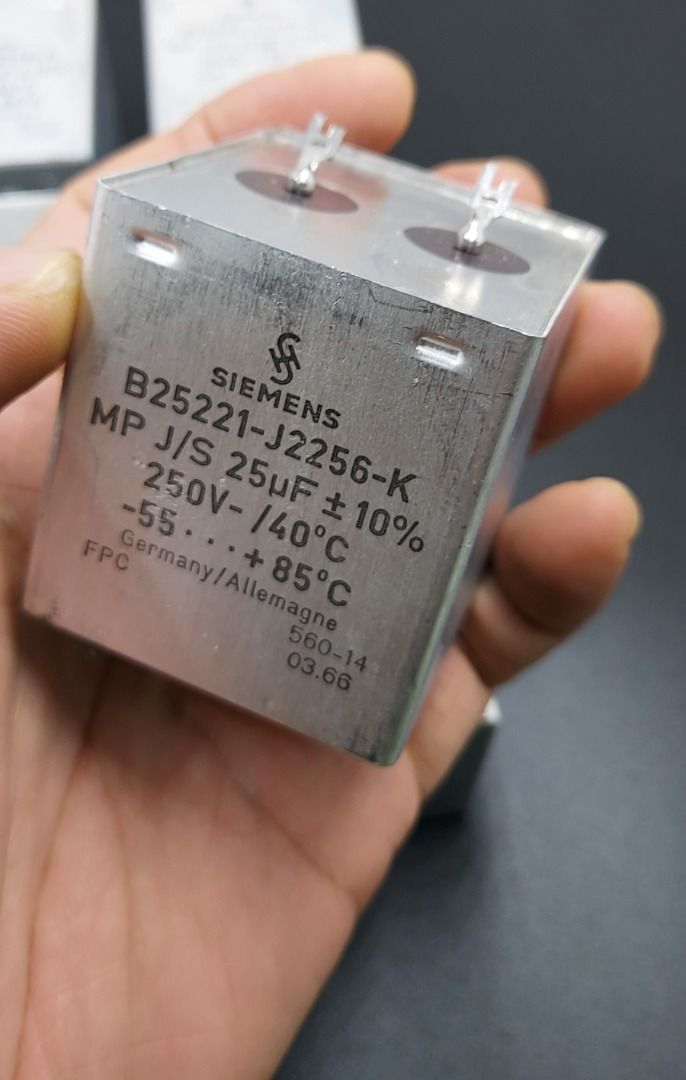 SIEMENS
B25221-J2256-K
MP J/S 25µF ± 10%
250V- /40°C
-55 · · · + 85°C
Germany/Allemagne
FPC
560-14
03.66